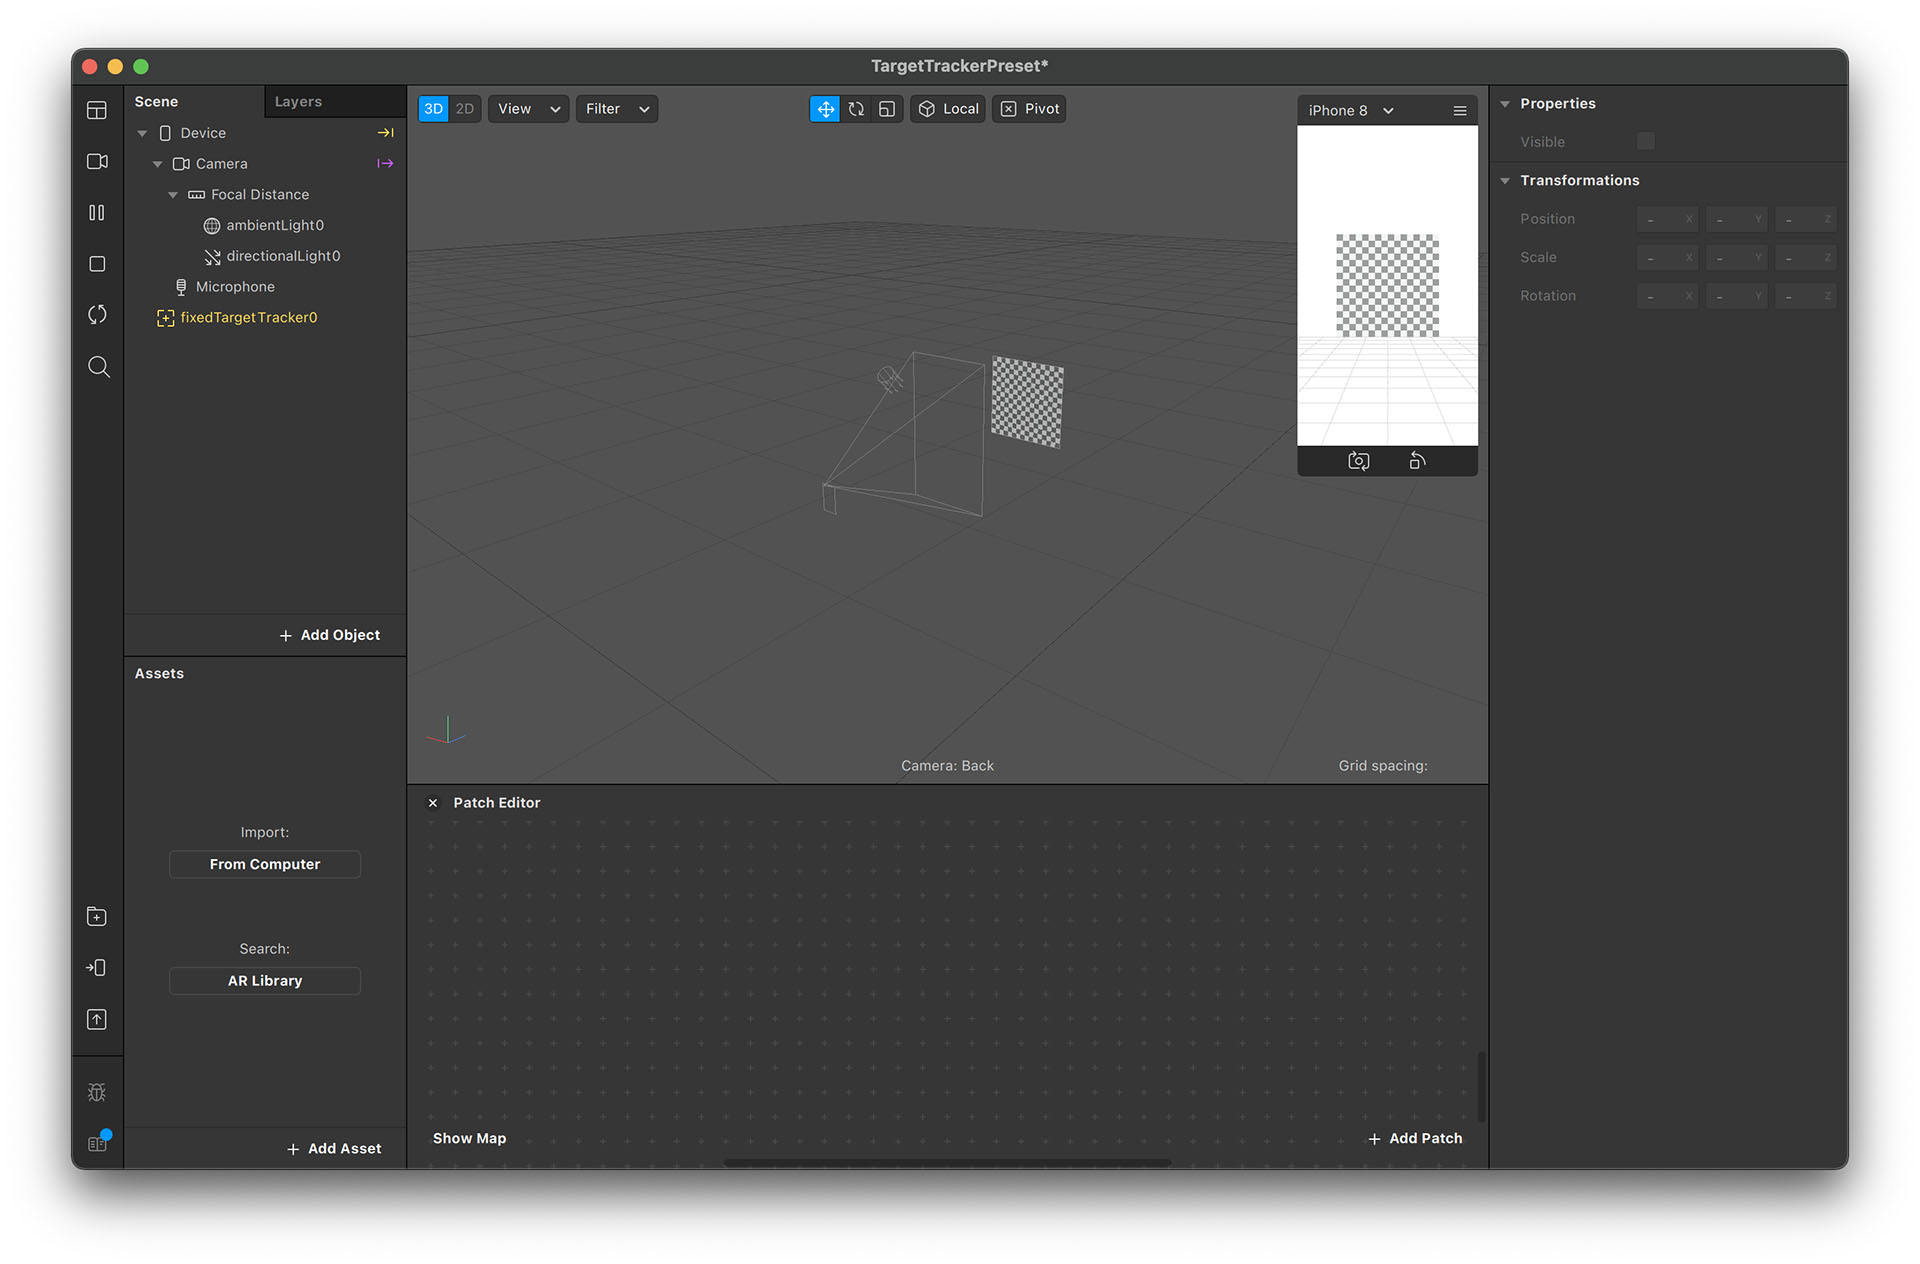 TargetTrackerPreset*
Scene
Layers
Device
Camera
Focal Distance
ambientLight0
directionalLight0
Microphone
fixedTargetTracker0
+ Add Object
Assets
Import:
From Computer
Search:
AR Library
+ Add Asset
3D 2D View Filter Local Pivot
iPhone 8
Camera: Back
Grid spacing:
Patch Editor
Show Map
+ Add Patch
Properties
Visible
Transformations
Position - X - Y - Z
Scale - X - Y - Z
Rotation - X - Y - Z